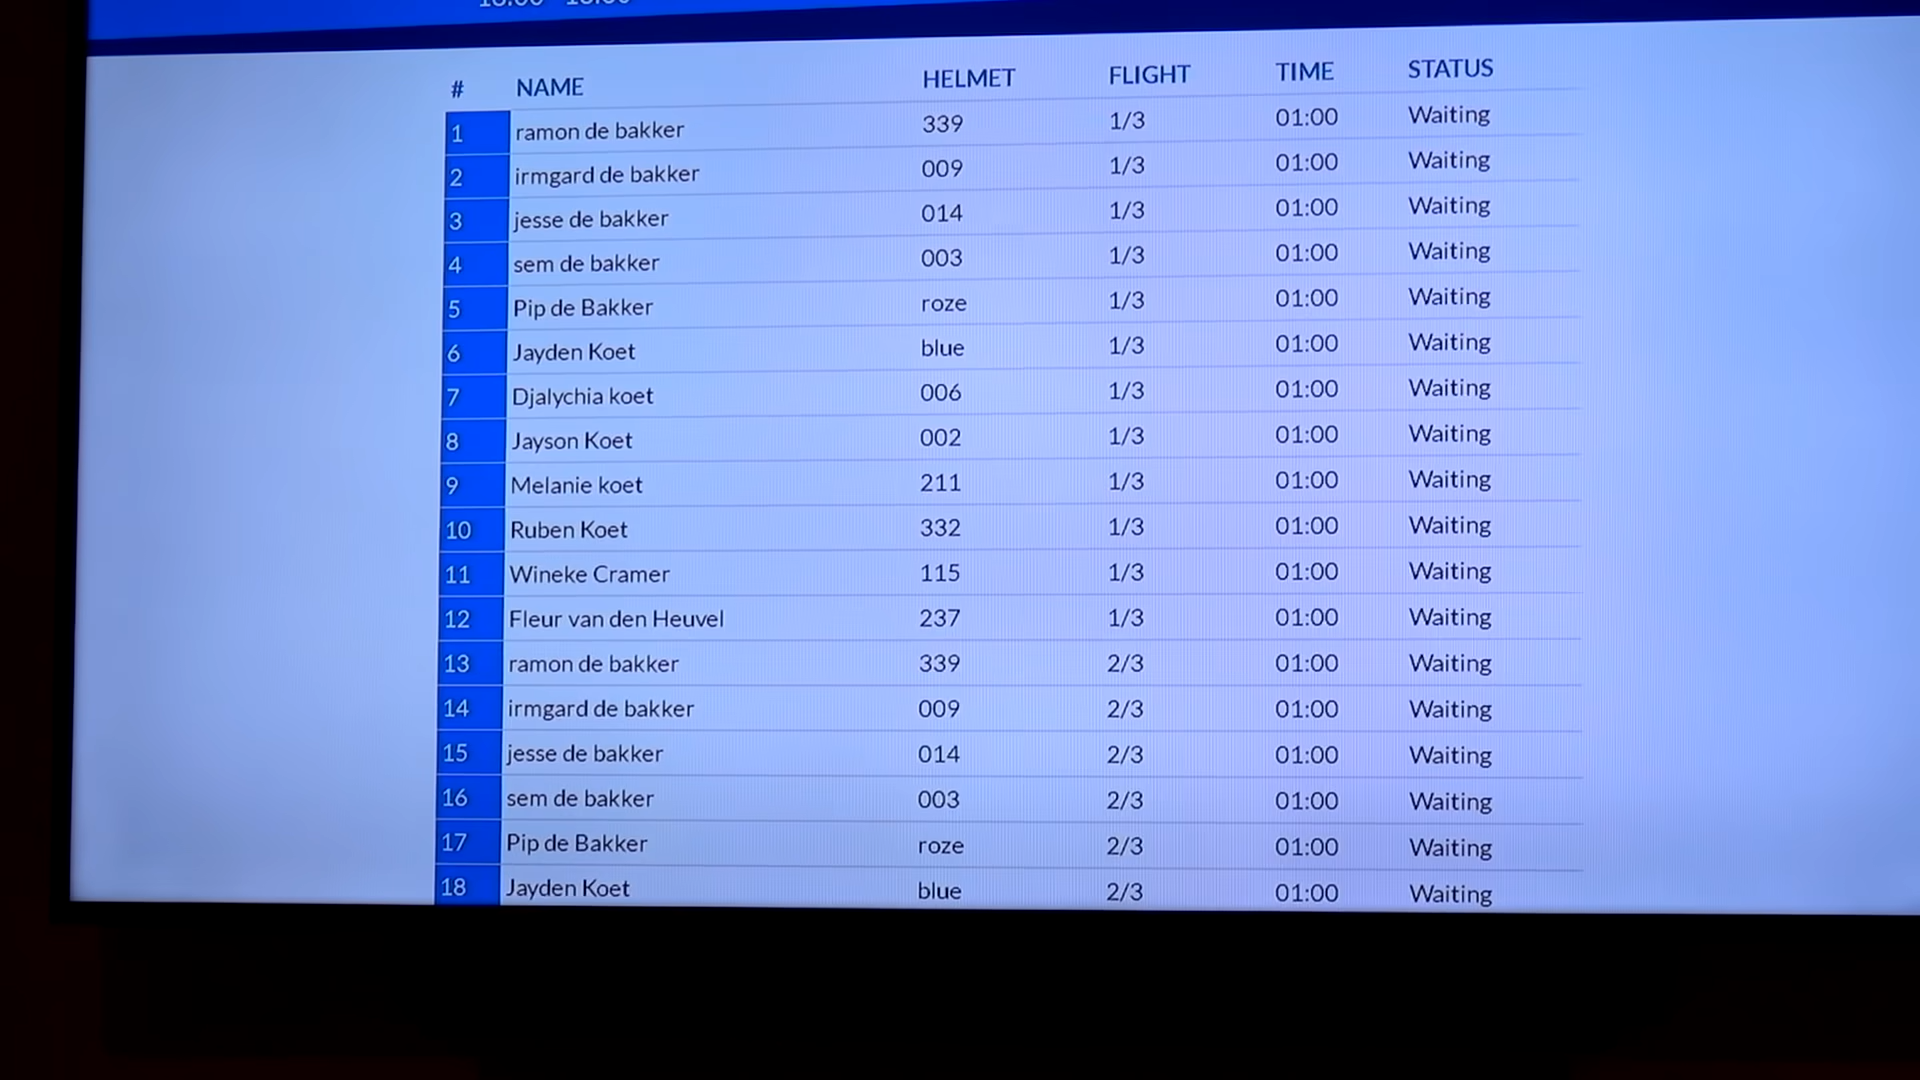 # NAME HELMET FLIGHT TIME STATUS
1 ramon de bakker 339 1/3 01:00 Waiting
2 irmgard de bakker 009 1/3 01:00 Waiting
3 jesse de bakker 014 1/3 01:00 Waiting
4 sem de bakker 003 1/3 01:00 Waiting
5 Pip de Bakker roze 1/3 01:00 Waiting
6 Jayden Koet blue 1/3 01:00 Waiting
7 Djalychia koet 006 1/3 01:00 Waiting
8 Jayson Koet 002 1/3 01:00 Waiting
9 Melanie koet 211 1/3 01:00 Waiting
10 Ruben Koet 332 1/3 01:00 Waiting
11 Wineke Cramer 115 1/3 01:00 Waiting
12 Fleur van den Heuvel 237 1/3 01:00 Waiting
13 ramon de bakker 339 2/3 01:00 Waiting
14 irmgard de bakker 009 2/3 01:00 Waiting
15 jesse de bakker 014 2/3 01:00 Waiting
16 sem de bakker 003 2/3 01:00 Waiting
17 Pip de Bakker roze 2/3 01:00 Waiting
18 Jayden Koet blue 2/3 01:00 Waiting